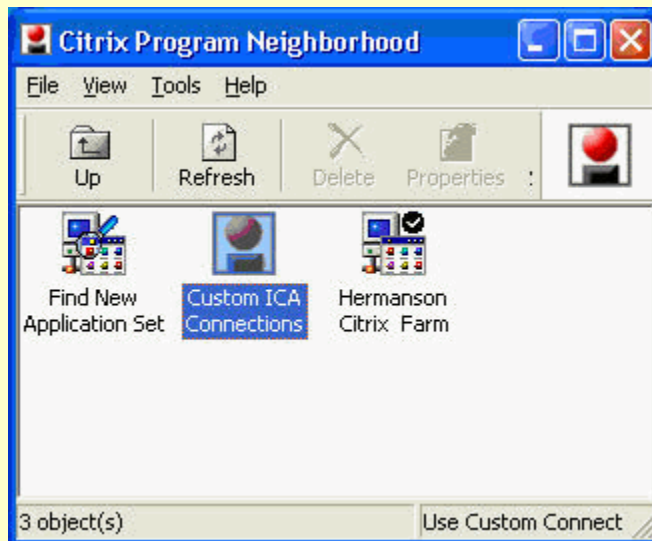 Citrix Program Neighborhood
File View Tools Help
Up Refresh Delete Properties :
Find New
Application Set
Custom ICA
Connections
Hermanson
Citrix Farm
3 object(s) Use Custom Connect